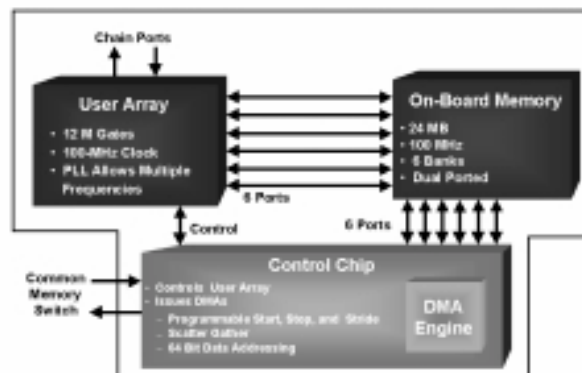 Chain Ports
User Array
• 12 M Gates
• 100-MHz Clock
• PLL Allows Multiple
Frequencies
On-Board Memory
• 24 MB
• 100 MHz
• 6 Banks
• Dual Ported
6 Ports
Control
6 Ports
Control Chip
Common
Memory
Switch
- Controls User Array
- Issues DMAs
– Programmable Start, Stop, and Stride
– Scatter Gather
– 64 Bit Data Addressing
DMA
Engine